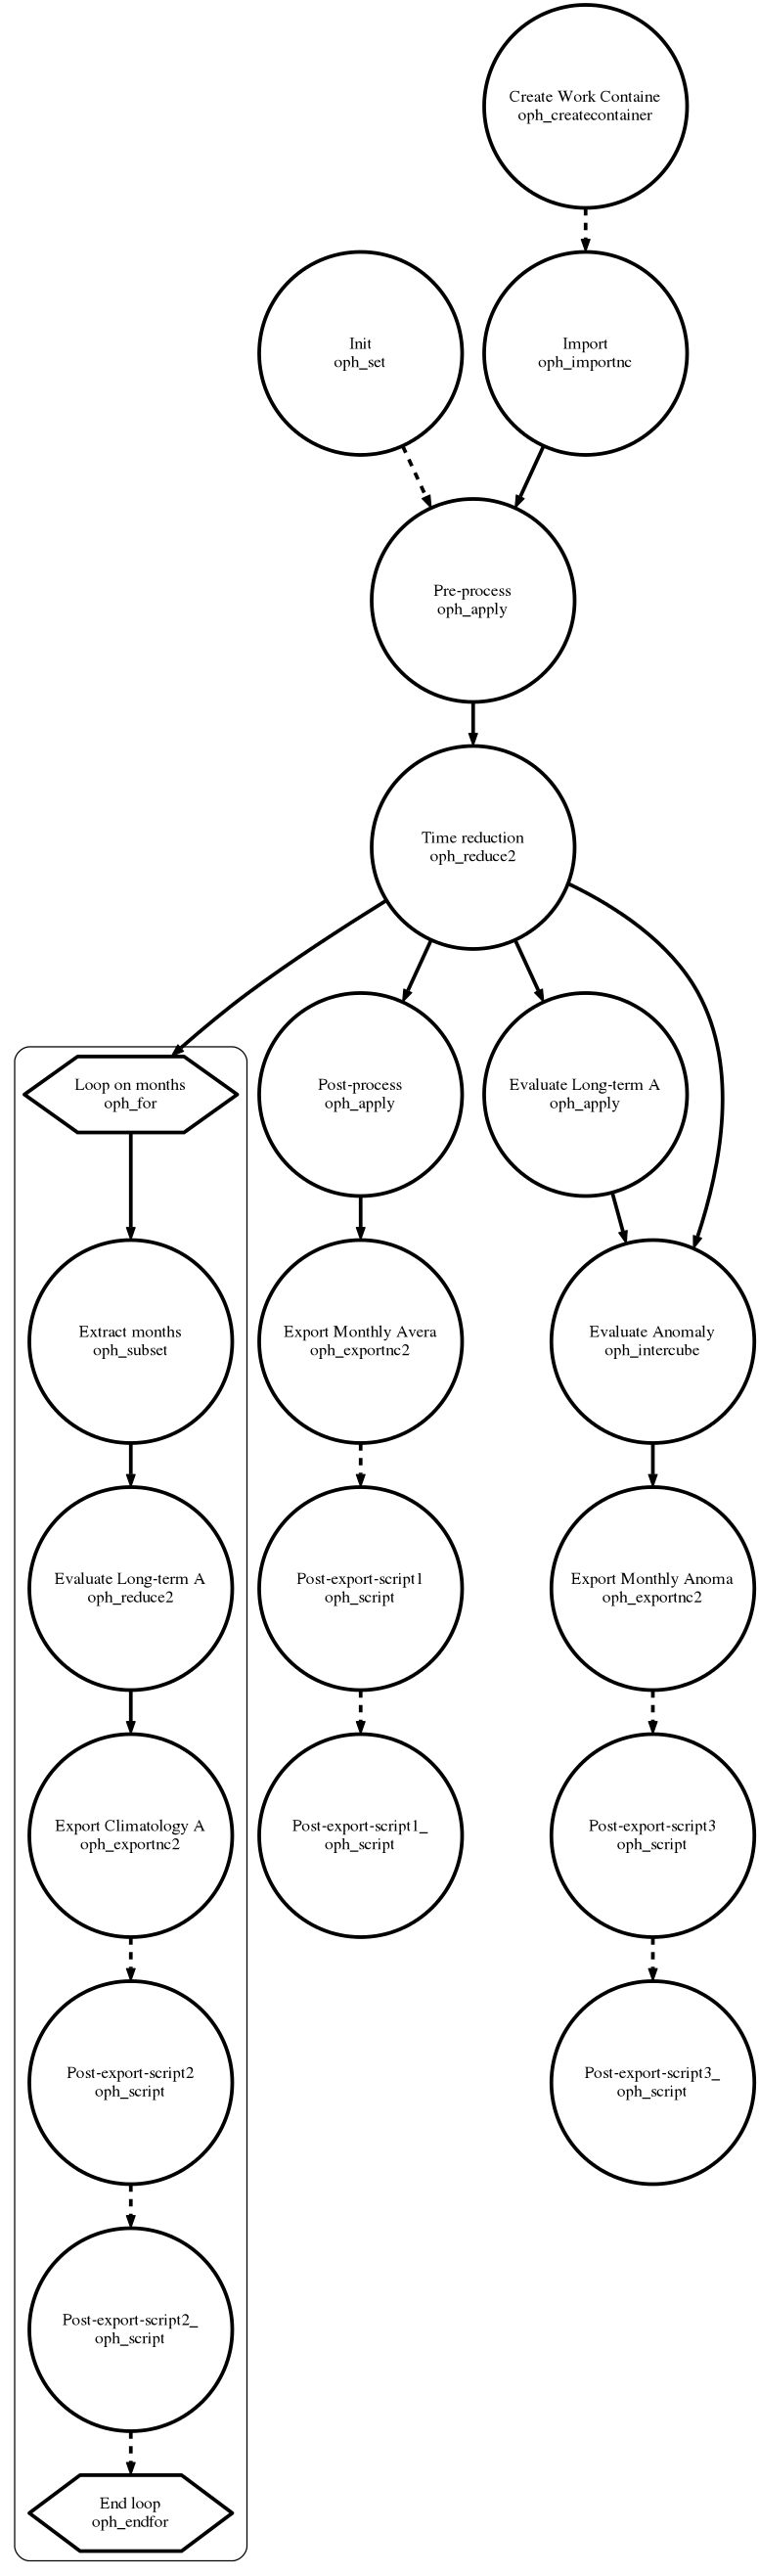 Create Work Containe
oph_createcontainer
Init
oph_set
Import
oph_importnc
Pre-process
oph_apply
Time reduction
oph_reduce2
Loop on months
oph_for
Post-process
oph_apply
Evaluate Long-term A
oph_apply
Extract months
oph_subset
Export Monthly Avera
oph_exportnc2
Evaluate Anomaly
oph_intercube
Evaluate Long-term A
oph_reduce2
Post-export-script1
oph_script
Export Monthly Anoma
oph_exportnc2
Export Climatology A
oph_exportnc2
Post-export-script1_
oph_script
Post-export-script3
oph_script
Post-export-script2
oph_script
Post-export-script3_
oph_script
Post-export-script2_
oph_script
End loop
oph_endfor